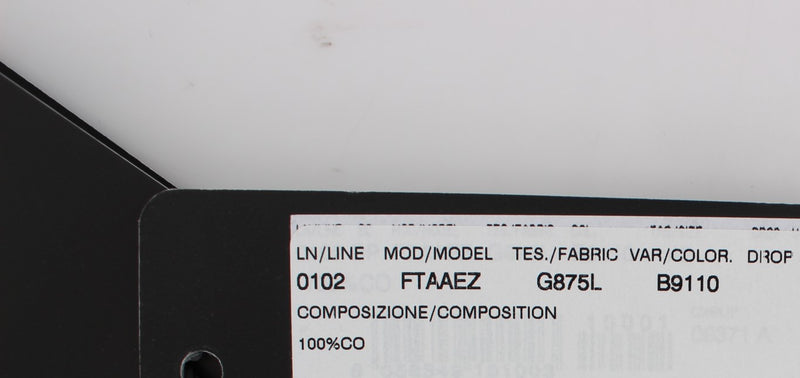 LN/LINE MOD/MODEL TES./FABRIC VAR/COLOR. DROP
0102 FTAAEZ G875L B9110
COMPOSIZIONE/COMPOSITION
100%CO